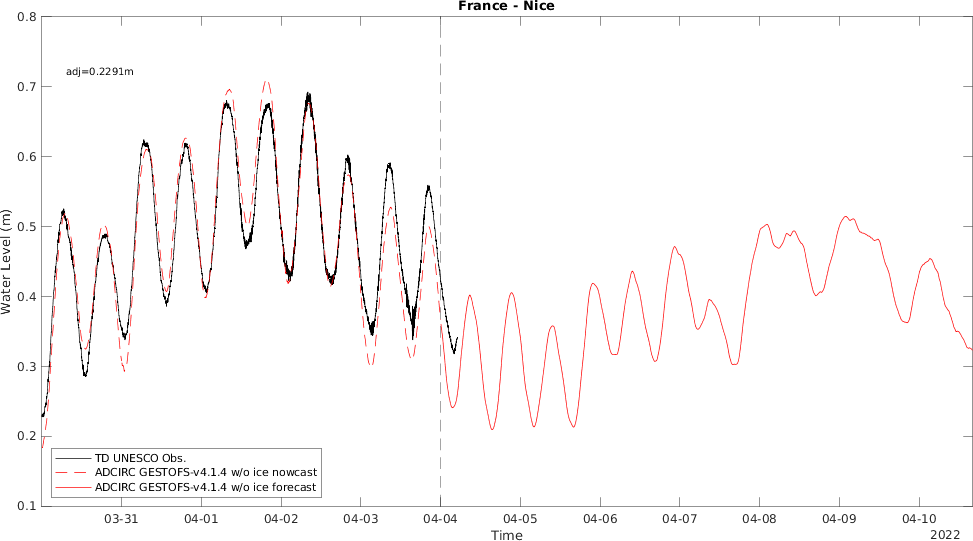 France - Nice
0.8
0.7
0.6
0.5
0.4
0.3
0.2
0.1
Water Level (m)
adj=0.2291m
TD UNESCO Obs.
ADCIRC GESTOFS-v4.1.4 w/o ice nowcast
ADCIRC GESTOFS-v4.1.4 w/o ice forecast
03-31 04-01 04-02 04-03 04-04 04-05 04-06 04-07 04-08 04-09 04-10
Time
2022